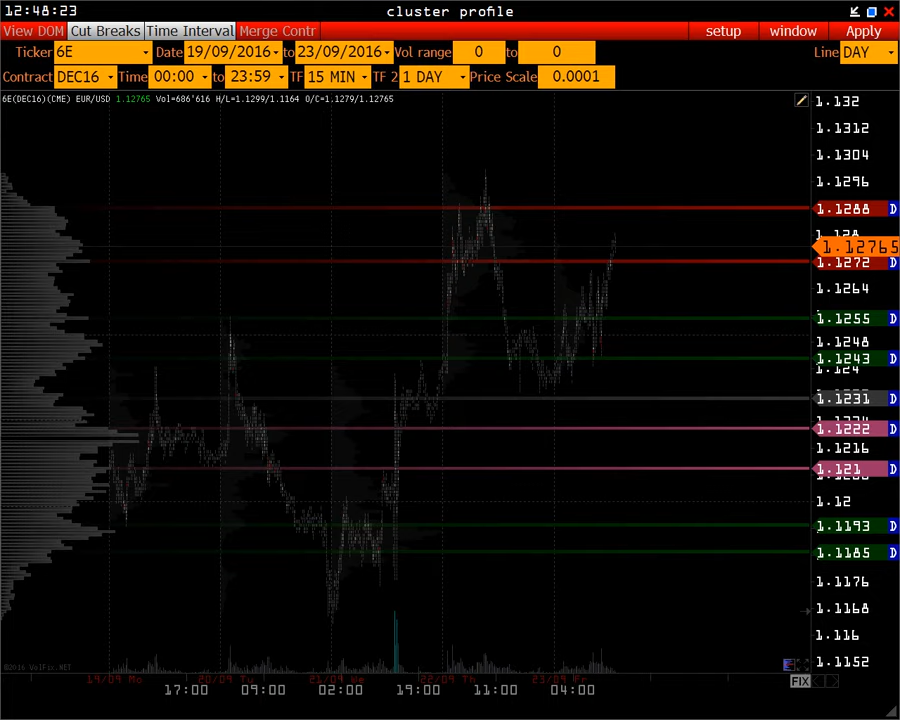 12:48:23 cluster profile
View DOM Cut Breaks Time Interval Merge Contr setup window Apply
Ticker 6E Date 19/09/2016 to 23/09/2016 Vol range 0 to 0 Line DAY
Contract DEC16 Time 00:00 to 23:59 TF 15 MIN TF 2 1 DAY Price Scale 0.0001
6E(DEC16)(CME) EUR/USD 1.12765 Vol=686'616 H/L=1.1299/1.1164 O/C=1.1279/1.12765
1.132
1.1312
1.1304
1.1296
1.1288 D
1.128
1.12765
1.1272 D
1.1264
1.1255 D
1.1248
1.1243 D
1.124
1.1231 D
1.1222 D
1.1216
1.121 D
1.12
1.1193 D
1.1185 D
1.1176
1.1168
1.116
1.1152
©2016 VolFix.NET
19/09 Mo 20/09 Tu 21/09 We 22/09 Th 23/09 Fr
FIX
17:00 09:00 02:00 19:00 11:00 04:00